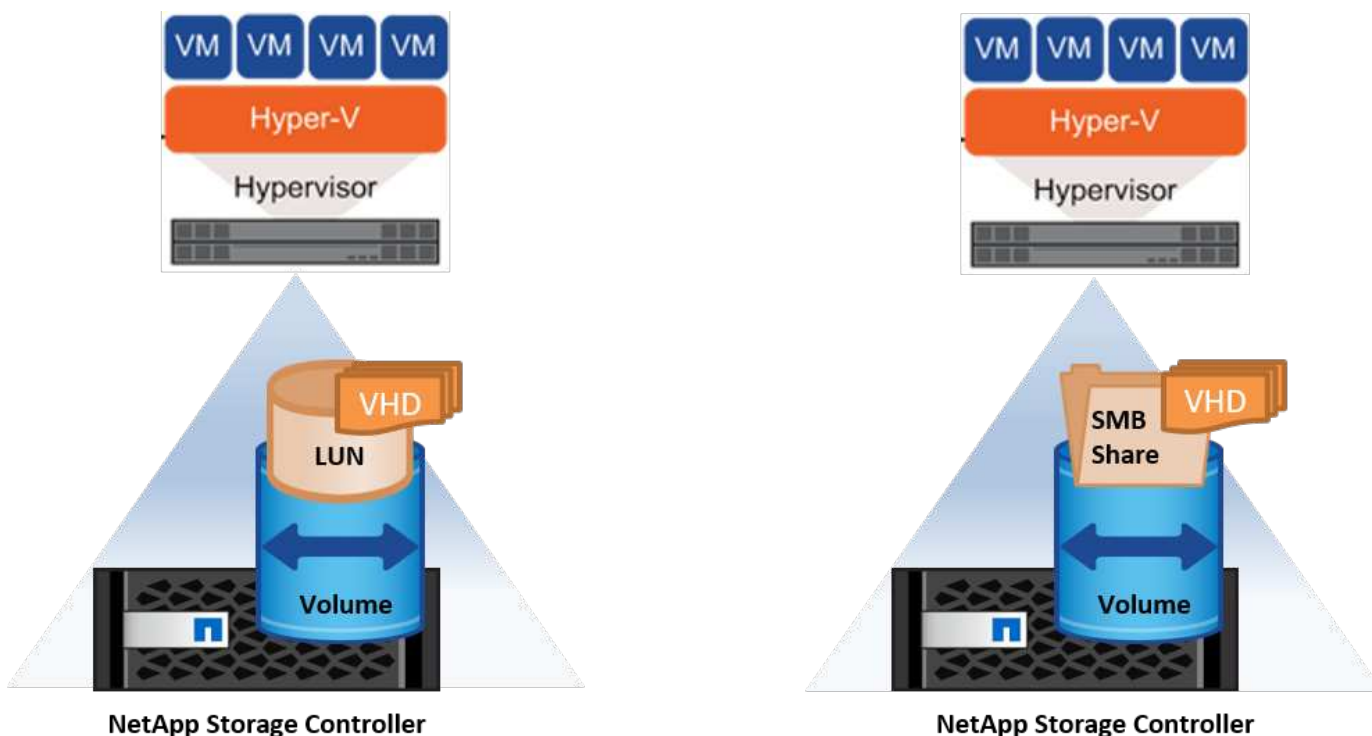 VM VM VM VM
Hyper-V
Hypervisor
VHD
LUN
Volume
NetApp Storage Controller
VM VM VM VM
Hyper-V
Hypervisor
VHD
SMB
Share
Volume
NetApp Storage Controller